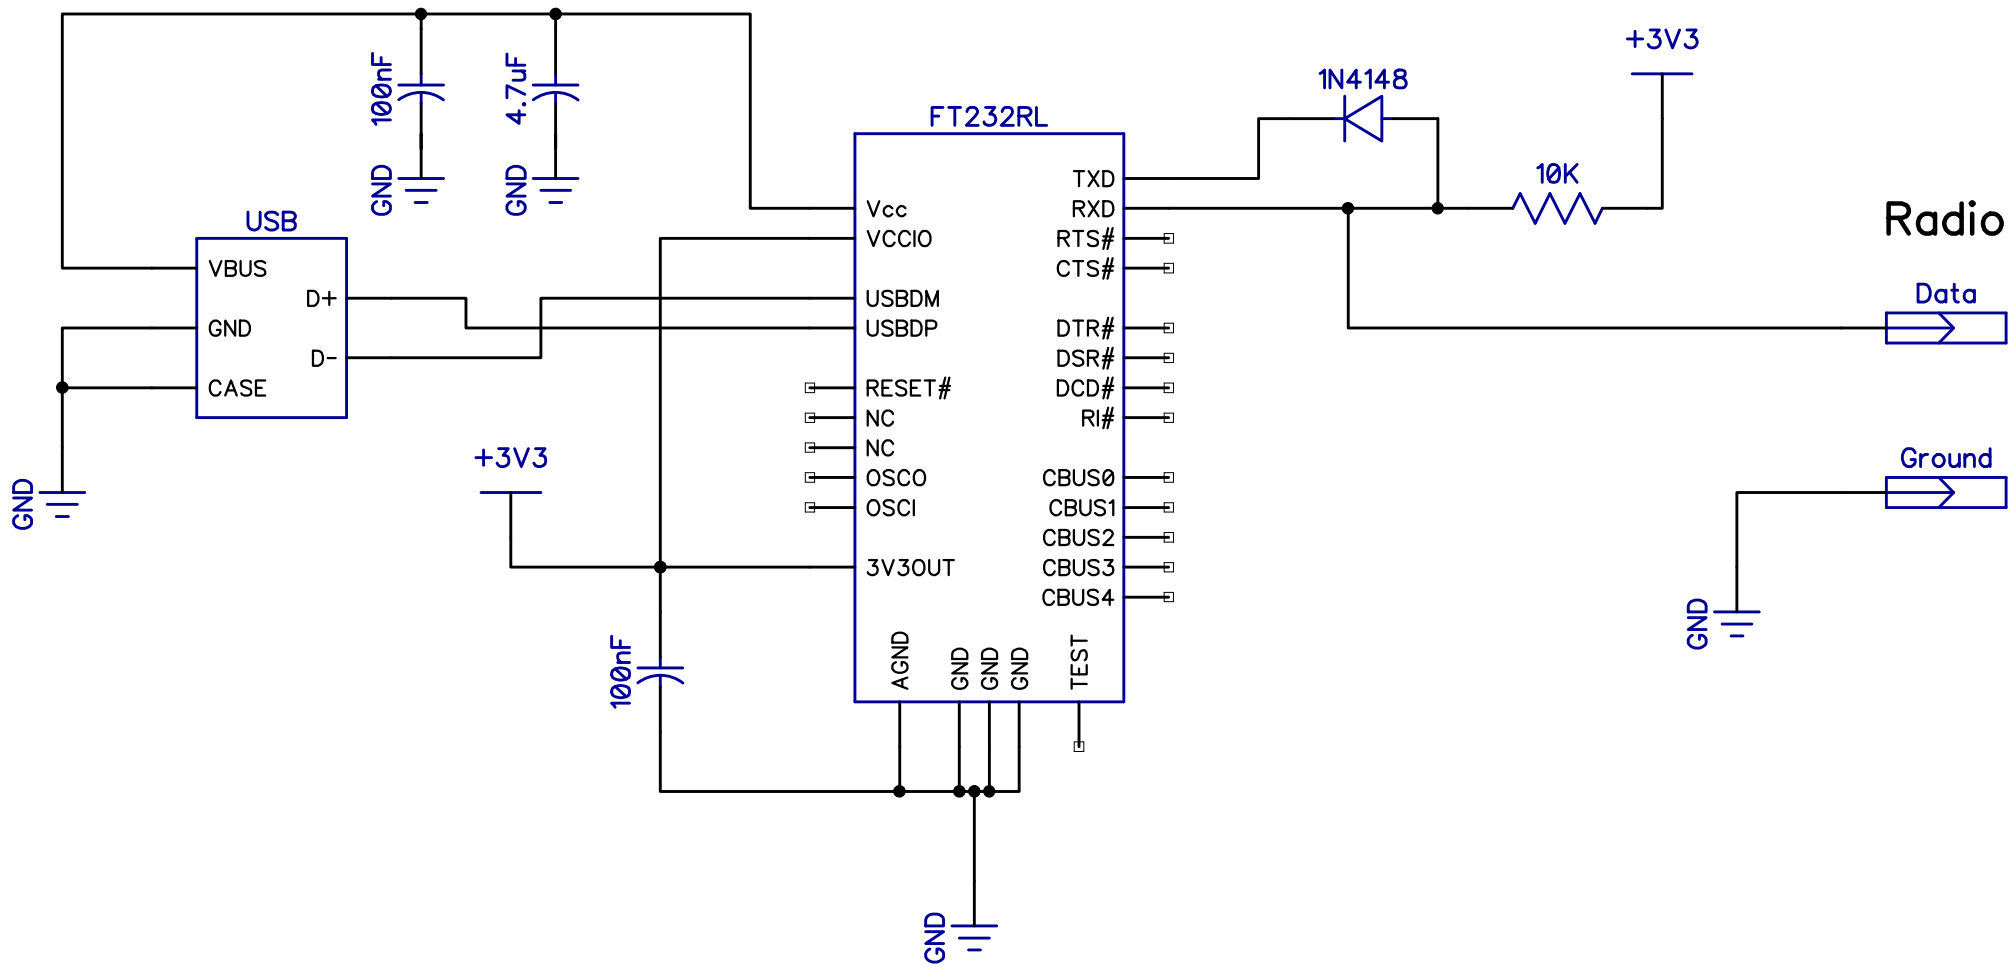 100nF
GND
4.7uF
GND
USB
VBUS
GND
CASE
D+
D-
GND
+3V3
100nF
FT232RL
Vcc
VCCIO
USBDM
USBDP
RESET#
NC
NC
OSCO
OSCI
3V3OUT
AGND
GND
GND
GND
TEST
TXD
RXD
RTS#
CTS#
DTR#
DSR#
DCD#
RI#
CBUS0
CBUS1
CBUS2
CBUS3
CBUS4
GND
1N4148
10K
+3V3
Radio
Data
Ground
GND